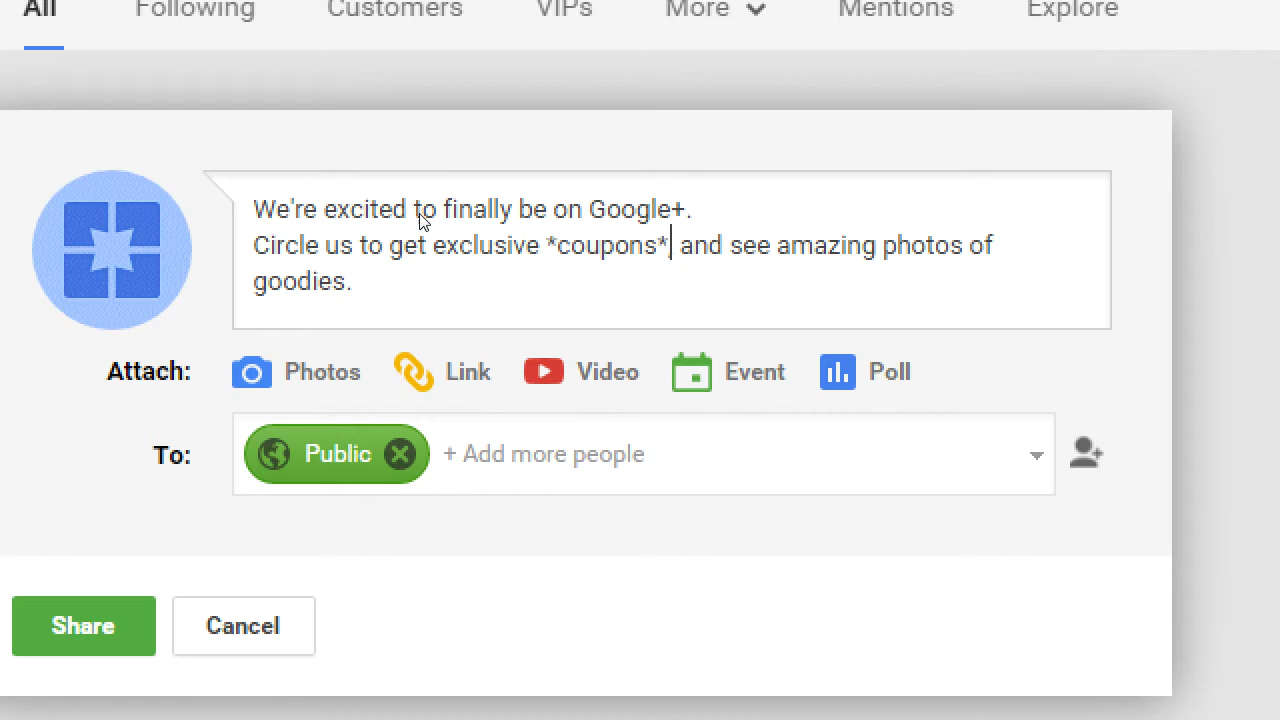 All Following Customers VIPs More Mentions Explore
We're excited to finally be on Google+.
Circle us to get exclusive *coupons*, and see amazing photos of
goodies.
Attach: Photos Link Video Event Poll
To: Public + Add more people
Share Cancel